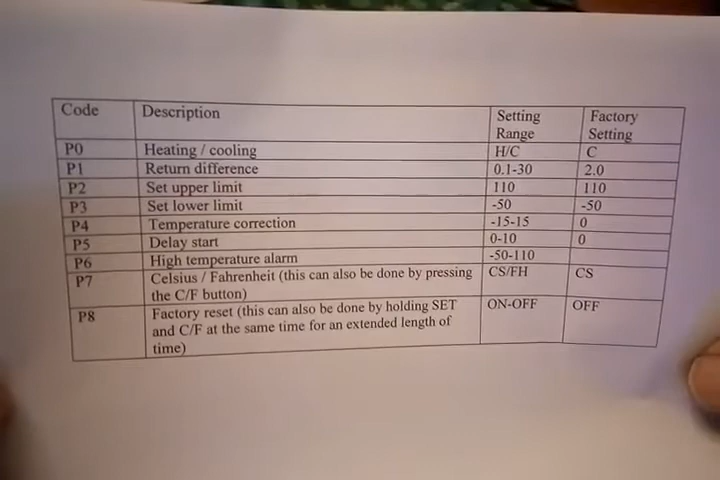 Code Description Setting Factory
Range Setting
P0 Heating / cooling H/C C
P1 Return difference 0.1-30 2.0
P2 Set upper limit 110 110
P3 Set lower limit -50 -50
P4 Temperature correction -15-15 0
P5 Delay start 0-10 0
P6 High temperature alarm -50-110
P7 Celsius / Fahrenheit (this can also be done by pressing CS/FH CS
the C/F button)
P8 Factory reset (this can also be done by holding SET ON-OFF OFF
and C/F at the same time for an extended length of
time)